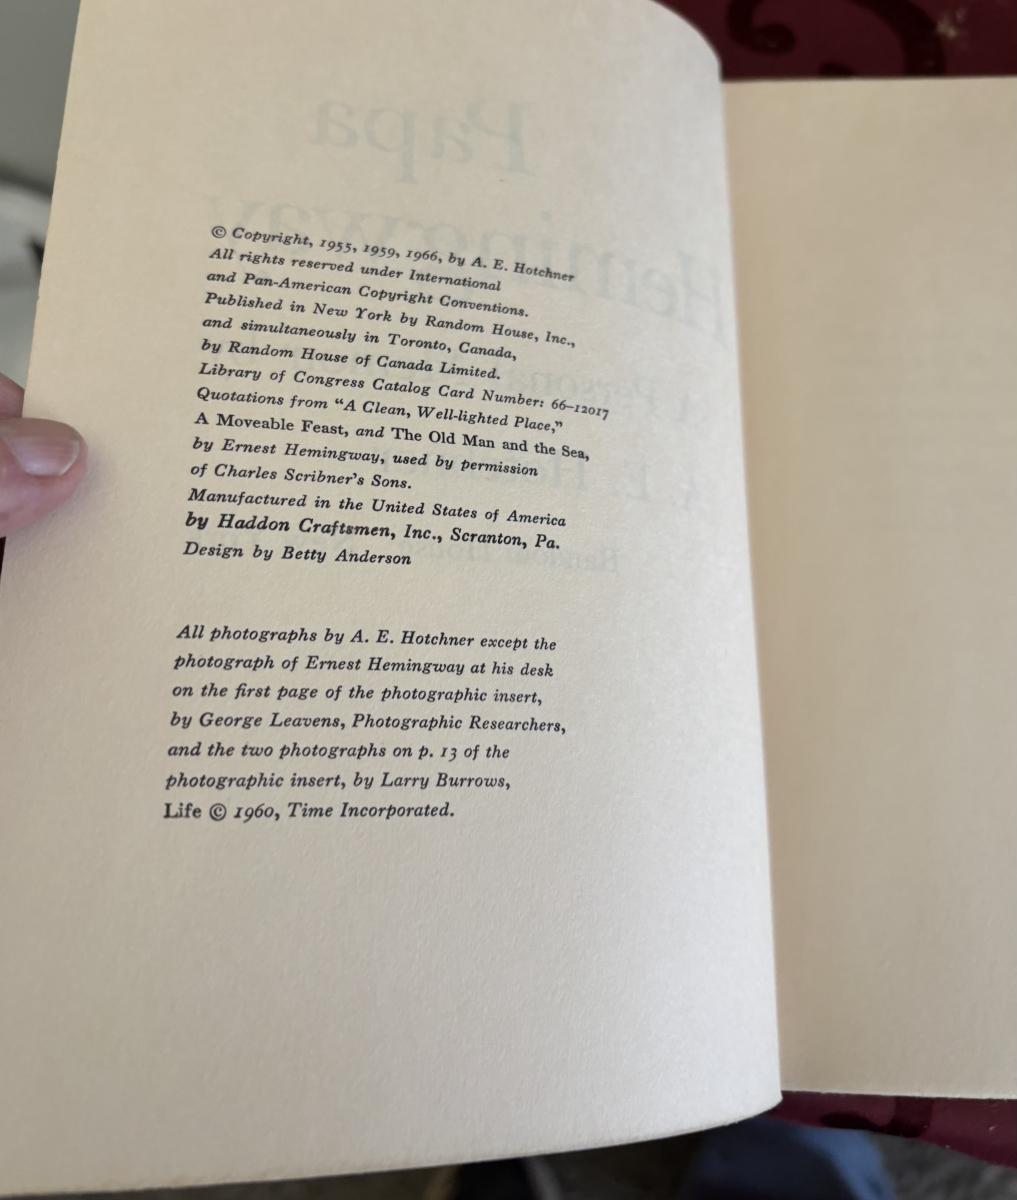 © Copyright, 1955, 1959, 1966, by A. E. Hotchner
All rights reserved under International
and Pan-American Copyright Conventions.
Published in New York by Random House, Inc.,
and simultaneously in Toronto, Canada,
by Random House of Canada Limited.
Library of Congress Catalog Card Number: 66–12017
Quotations from “A Clean, Well-lighted Place,”
A Moveable Feast, and The Old Man and the Sea,
by Ernest Hemingway, used by permission
of Charles Scribner’s Sons.
Manufactured in the United States of America
by Haddon Craftsmen, Inc., Scranton, Pa.
Design by Betty Anderson
All photographs by A. E. Hotchner except the
photograph of Ernest Hemingway at his desk
on the first page of the photographic insert,
by George Leavens, Photographic Researchers,
and the two photographs on p. 13 of the
photographic insert, by Larry Burrows,
Life © 1960, Time Incorporated.